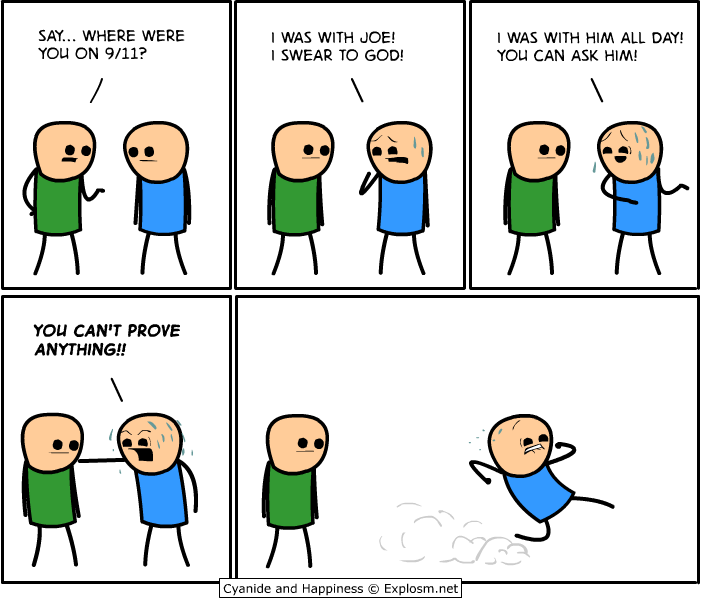 SAY... WHERE WERE
YOU ON 9/11?
I WAS WITH JOE!
I SWEAR TO GOD!
I WAS WITH HIM ALL DAY!
YOU CAN ASK HIM!
YOU CAN'T PROVE
ANYTHING!!
Cyanide and Happiness © Explosm.net